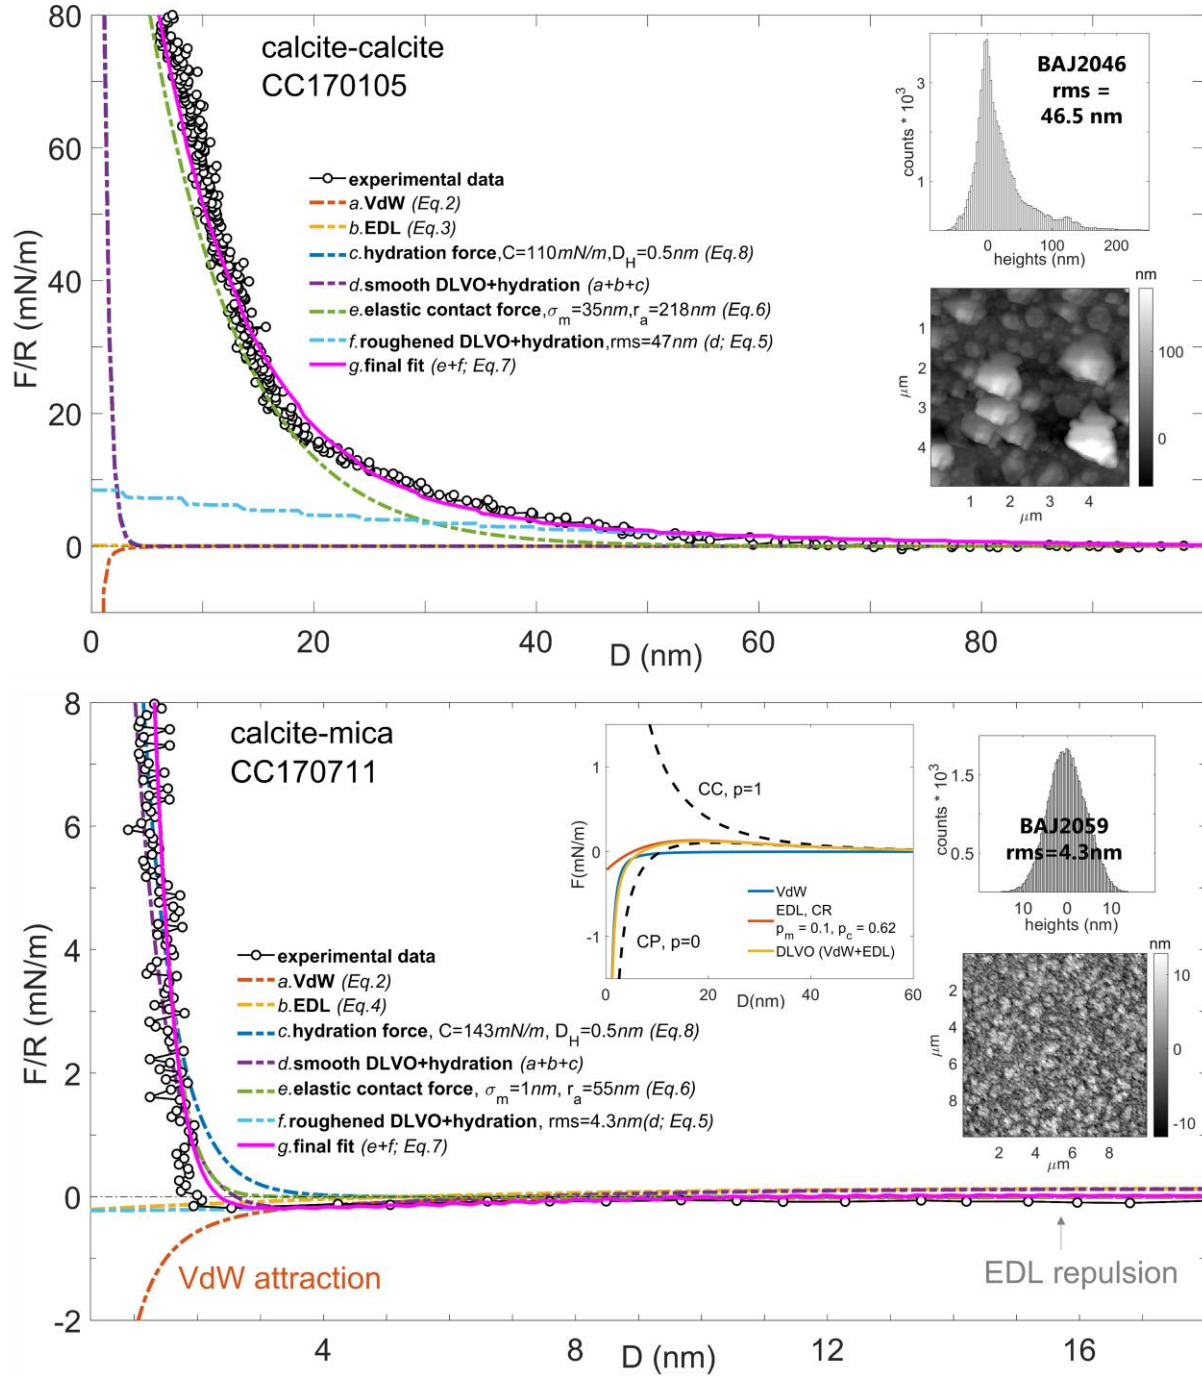 80
60
40
20
0
F/R (mN/m)
0
20
40
60
80
D (nm)
calcite-calcite
CC170105
experimental data
a.VdW (Eq.2)
b.EDL (Eq.3)
c.hydration force,C=110mN/m,D_H=0.5nm (Eq.8)
d.smooth DLVO+hydration (a+b+c)
e.elastic contact force,σ_m=35nm,r_a=218nm (Eq.6)
f.roughened DLVO+hydration,rms=47nm (d; Eq.5)
g.final fit (e+f; Eq.7)
BAJ2046
rms =
46.5 nm
counts * 10³
3
1
0
100
200
heights (nm)
nm
100
0
1
2
3
4
μm
1
2
3
4
μm
8
6
4
2
0
-2
F/R (mN/m)
4
8
12
16
D (nm)
calcite-mica
CC170711
experimental data
a.VdW (Eq.2)
b.EDL (Eq.4)
c.hydration force, C=143mN/m, D_H=0.5nm (Eq.8)
d.smooth DLVO+hydration (a+b+c)
e.elastic contact force, σ_m=1nm, r_a=55nm (Eq.6)
f.roughened DLVO+hydration, rms=4.3nm(d; Eq.5)
g.final fit (e+f; Eq.7)
VdW attraction
EDL repulsion
1
0
-1
F(mN/m)
CC, p=1
CP, p=0
VdW
EDL, CR
p_m = 0.1, p_c = 0.62
DLVO (VdW+EDL)
0
20
40
60
D(nm)
counts * 10³
1.5
0.5
BAJ2059
rms=4.3nm
10
0
10
heights (nm)
nm
10
0
-10
2
4
6
8
μm
2
4
6
8
μm